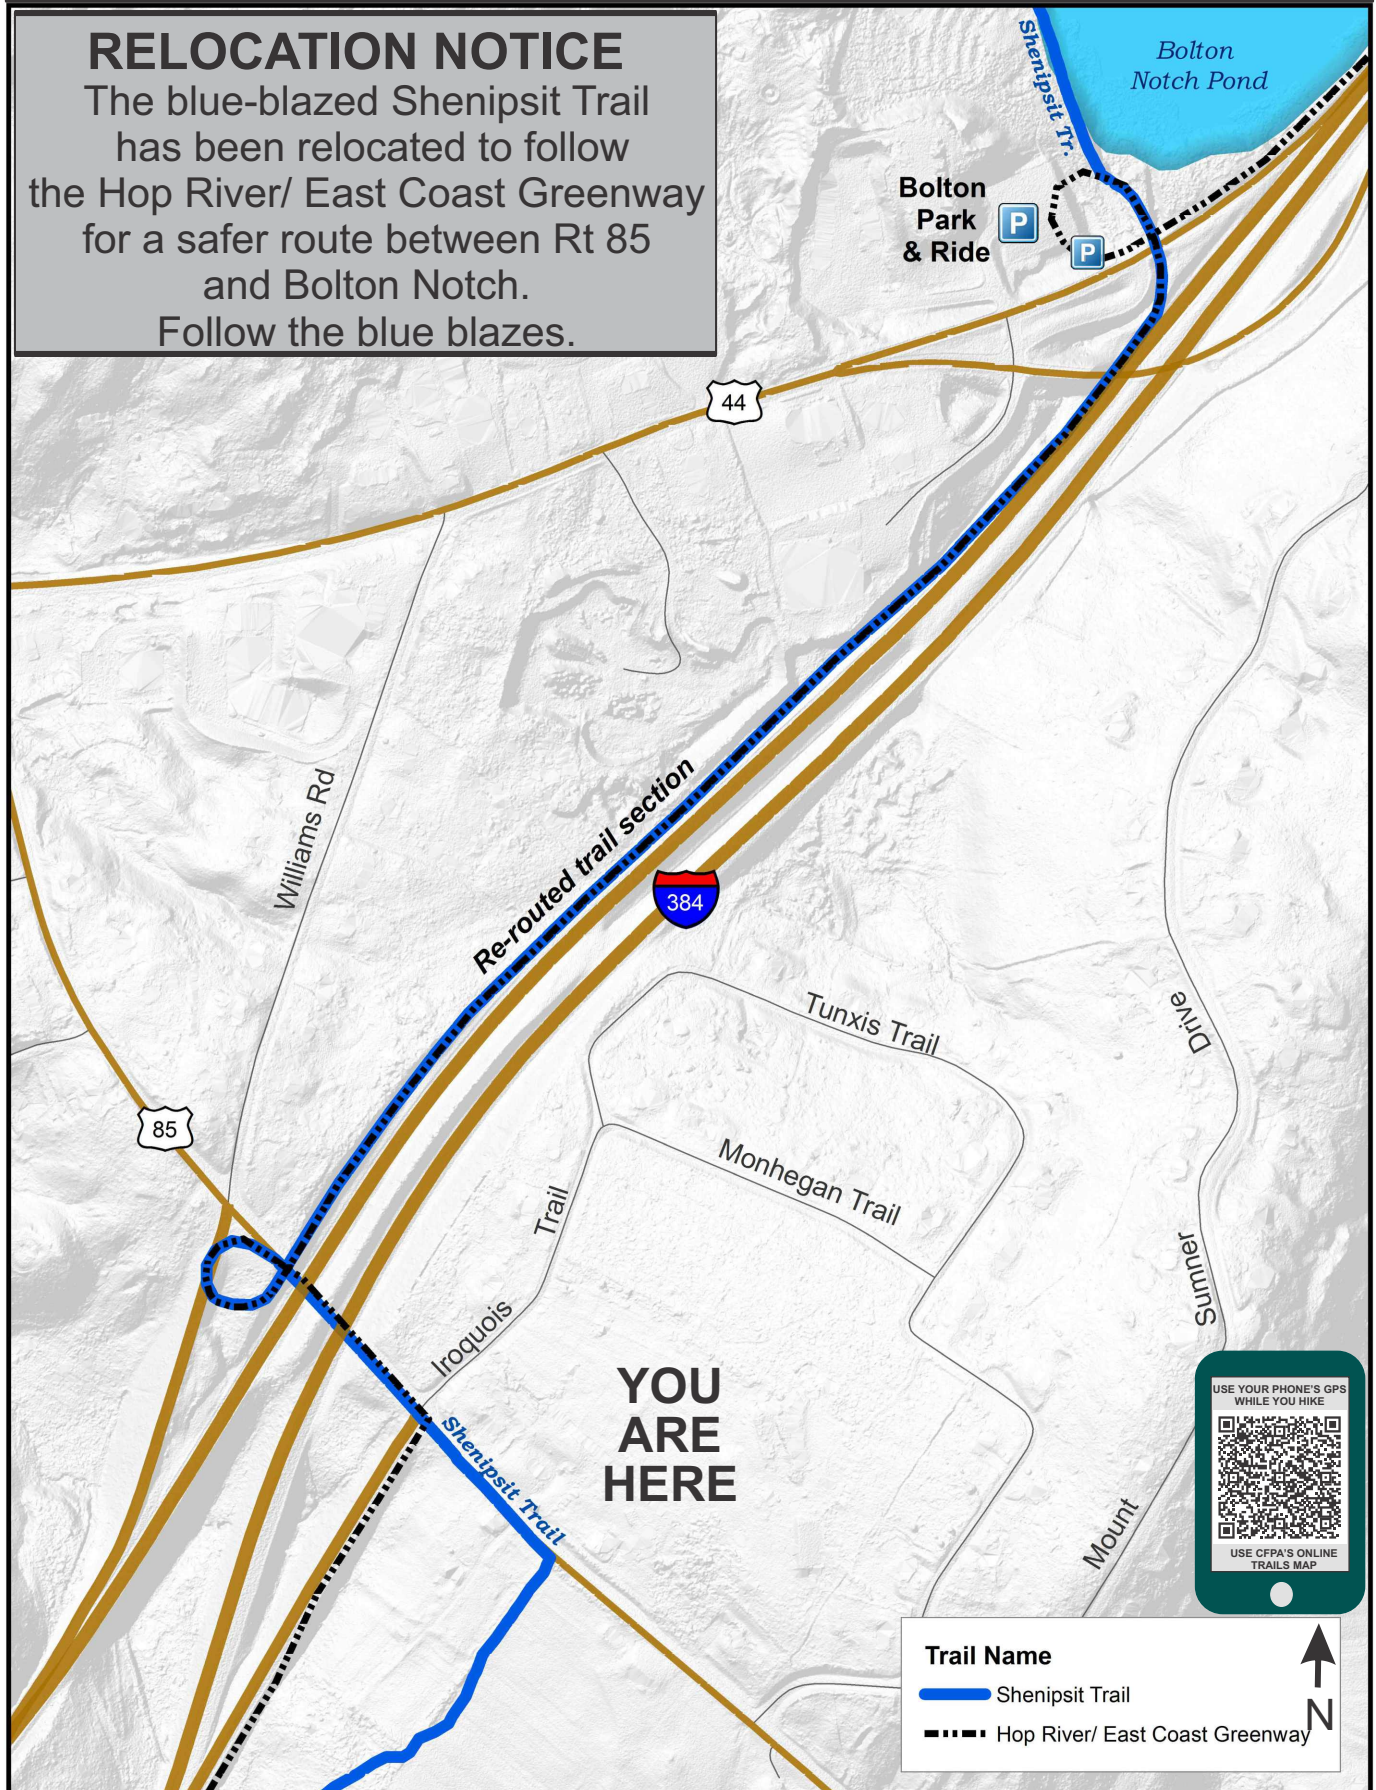 RELOCATION NOTICE
The blue-blazed Shenipsit Trail
has been relocated to follow
the Hop River/ East Coast Greenway
for a safer route between Rt 85
and Bolton Notch.
Follow the blue blazes.
Shenipsit Tr.
Bolton
Notch Pond
Bolton
Park
& Ride
P
P
44
Williams Rd
Re-routed trail section
384
Tunxis Trail
Drive
85
Monhegan Trail
Trail
Summer
Iroquois
YOU
ARE
HERE
Shenipsit Trail
Mount
USE YOUR PHONE'S GPS
WHILE YOU HIKE
USE CFPA'S ONLINE
TRAILS MAP
Trail Name
Shenipsit Trail
Hop River/ East Coast Greenway
N